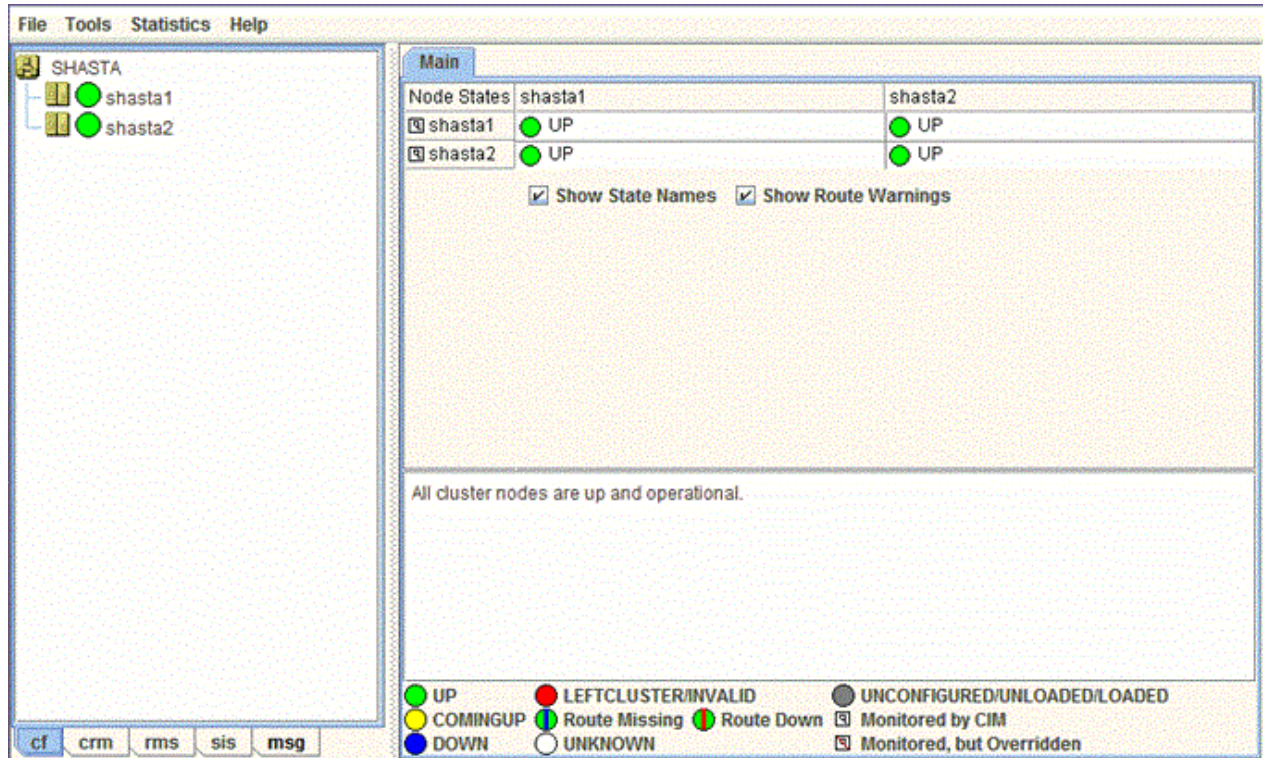 File Tools Statistics Help
SHASTA
shasta1
shasta2
cf crm rms sis msg
Main
Node States shasta1 shasta2
shasta1 UP UP
shasta2 UP UP
Show State Names Show Route Warnings
All cluster nodes are up and operational.
UP LEFTCLUSTER/INVALID UNCONFIGURED/UNLOADED/LOADED
COMINGUP Route Missing Route Down Monitored by CIM
DOWN UNKNOWN Monitored, but Overridden